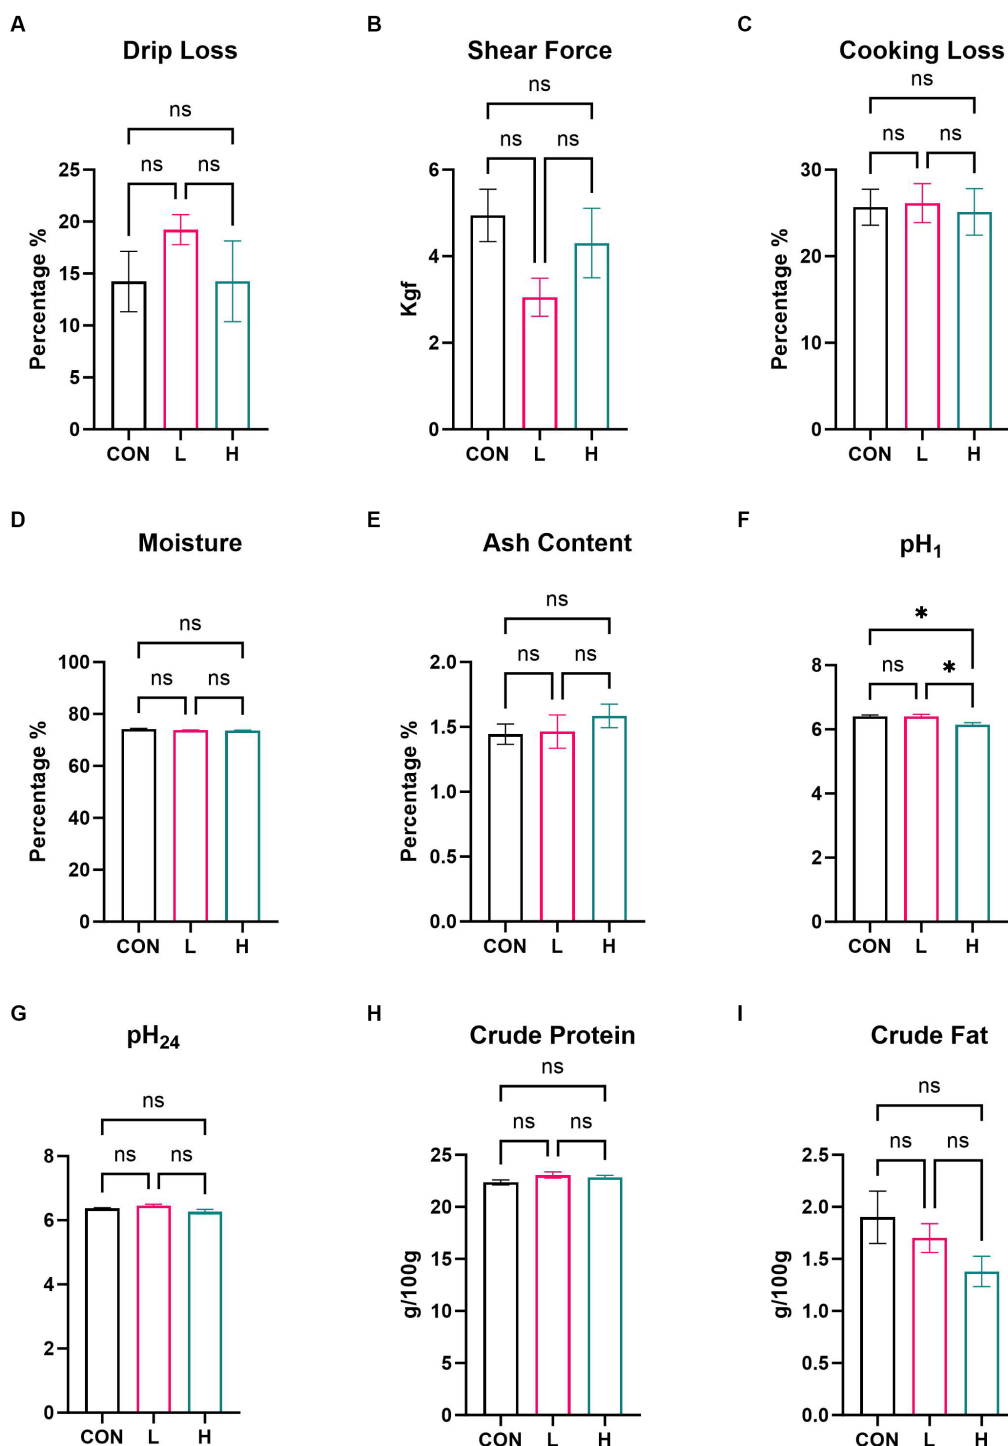 A
Drip Loss
ns
ns
ns
25
20
15
10
5
0
Percentage %
CON
L
H
B
Shear Force
ns
ns
ns
6
4
2
0
Kgf
CON
L
H
C
Cooking Loss
ns
ns
ns
30
20
10
0
Percentage %
CON
L
H
D
Moisture
ns
ns
ns
100
80
60
40
20
0
Percentage %
CON
L
H
E
Ash Content
ns
ns
ns
2.0
1.5
1.0
0.5
0.0
Percentage %
CON
L
H
F
pH1
*
ns
*
8
6
4
2
0
CON
L
H
G
pH24
ns
ns
ns
8
6
4
2
0
CON
L
H
H
Crude Protein
ns
ns
ns
25
20
15
10
5
0
g/100g
CON
L
H
I
Crude Fat
ns
ns
ns
2.5
2.0
1.5
1.0
0.5
0.0
g/100g
CON
L
H